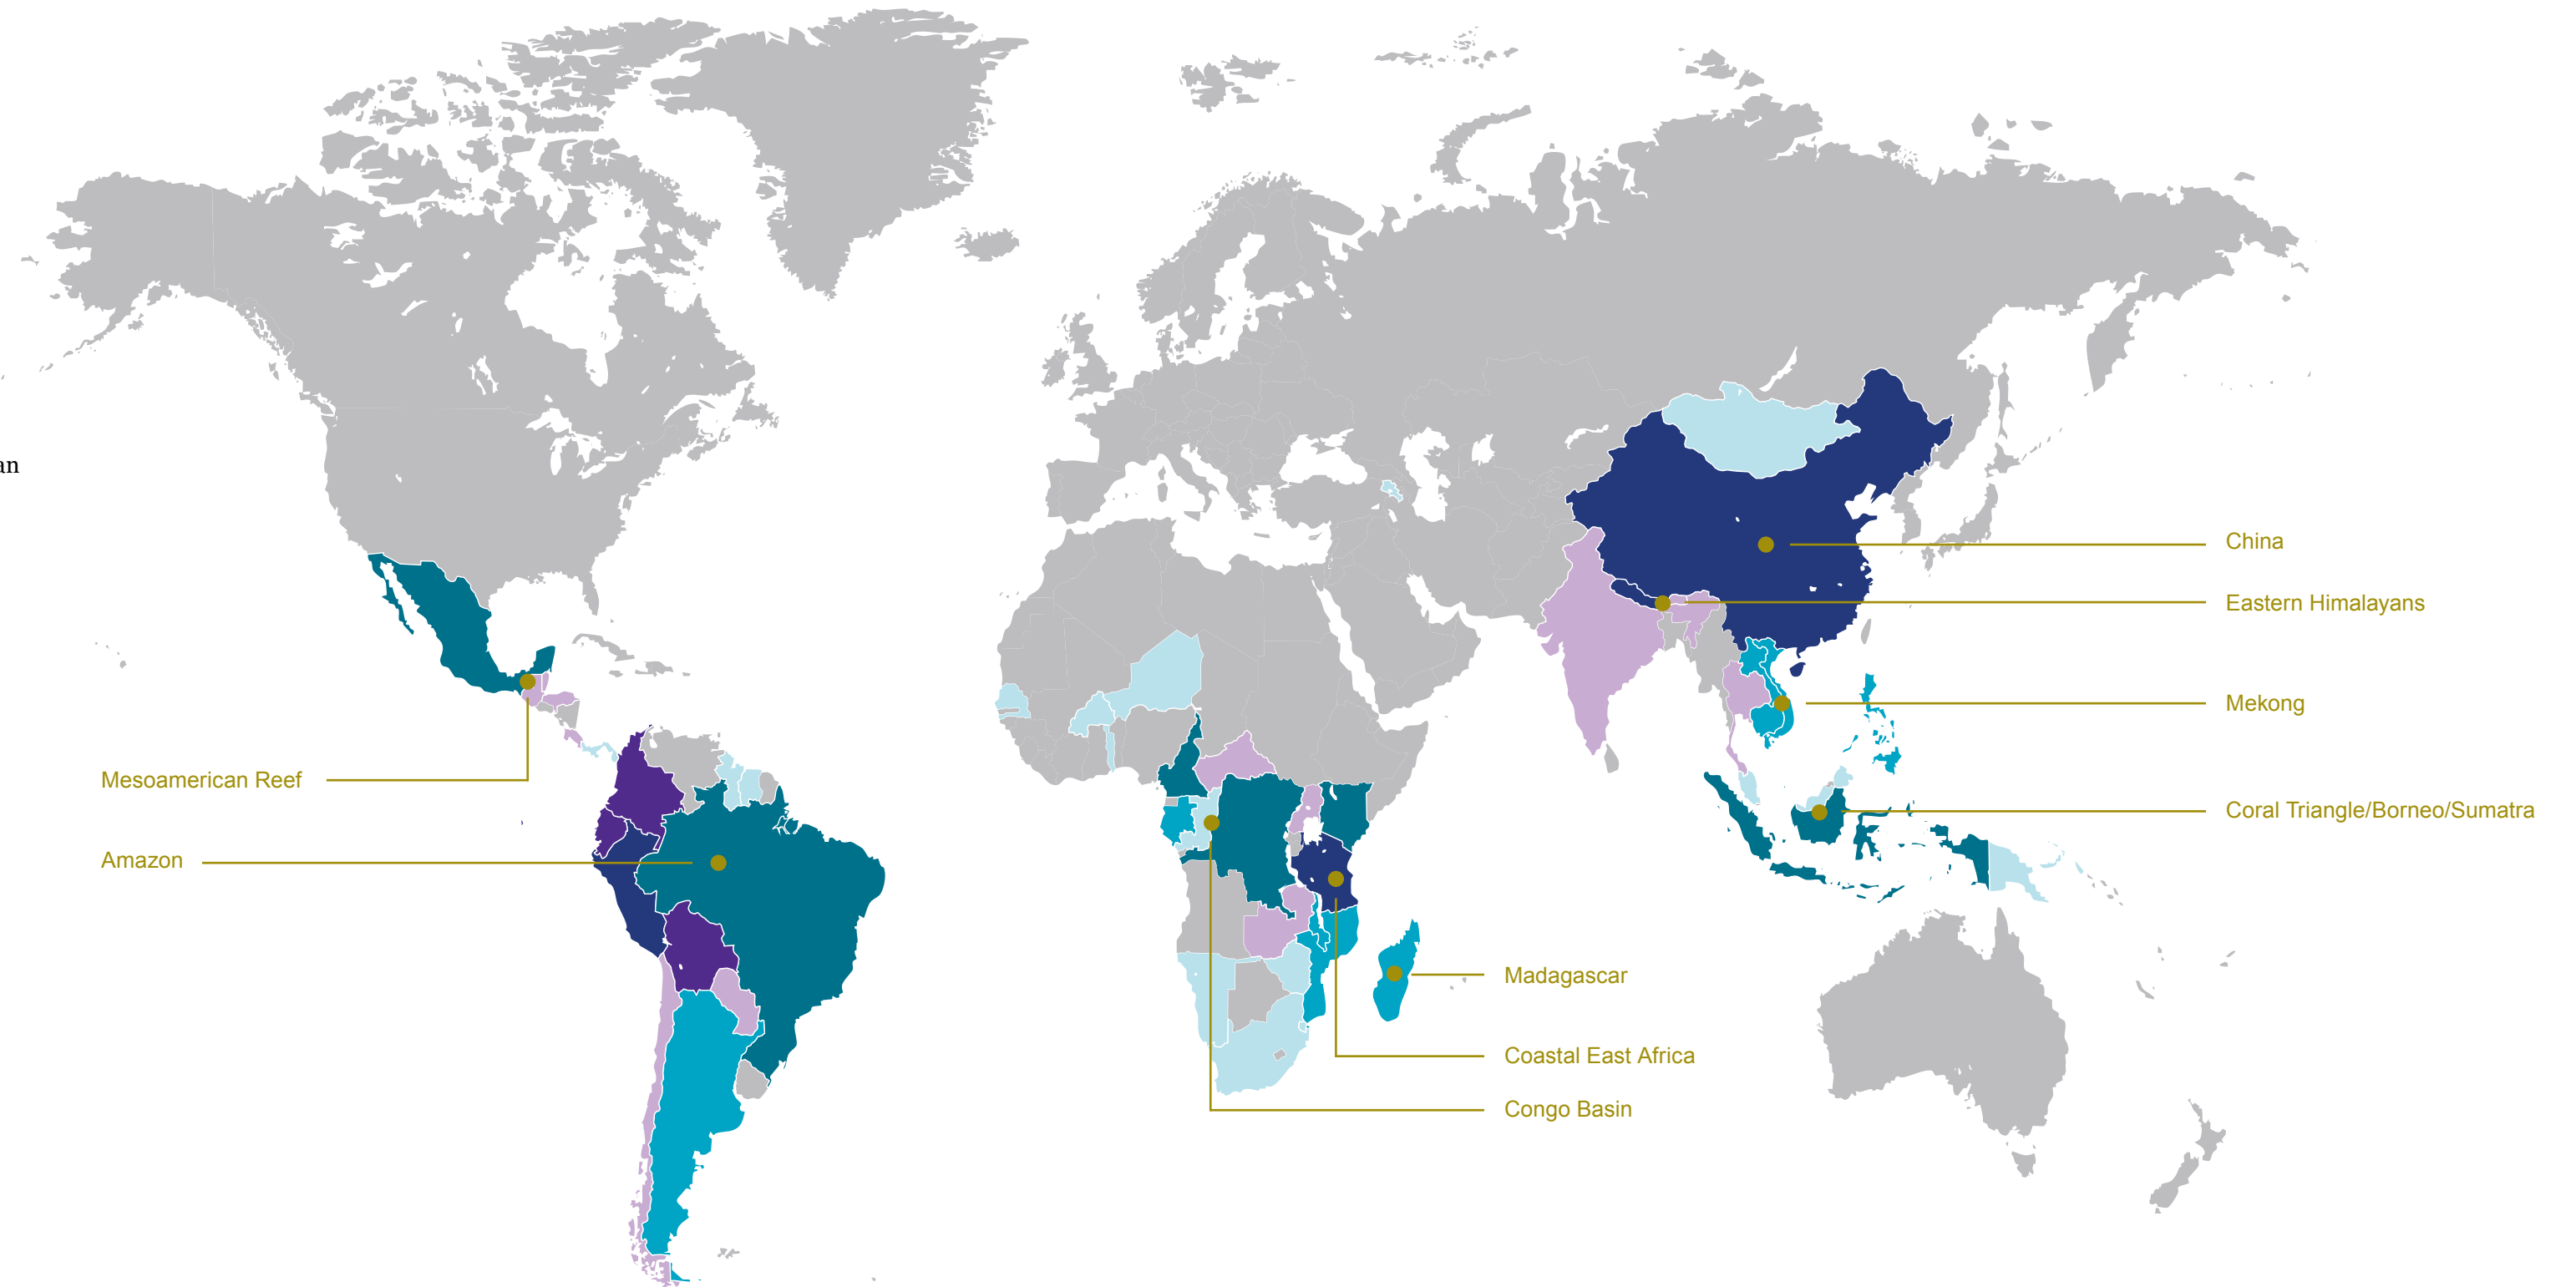 an
China
Eastern Himalayans
Mekong
Mesoamerican Reef
Coral Triangle/Borneo/Sumatra
Amazon
Madagascar
Coastal East Africa
Congo Basin